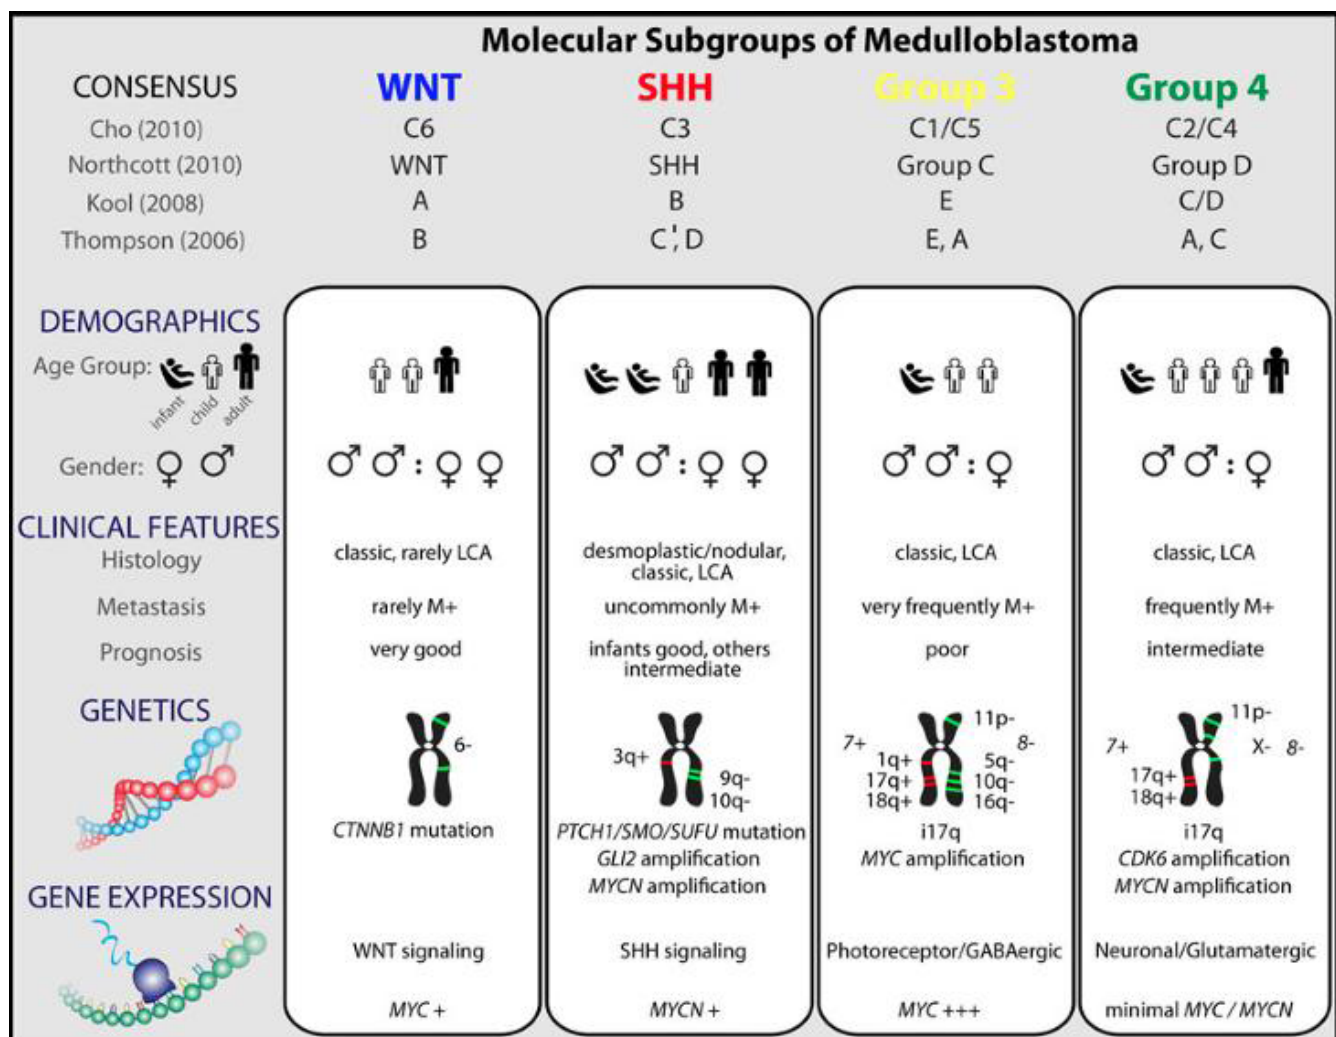 Molecular Subgroups of Medulloblastoma
CONSENSUS WNT SHH Group 3 Group 4
Cho (2010) C6 C3 C1/C5 C2/C4
Northcott (2010) WNT SHH Group C Group D
Kool (2008) A B E C/D
Thompson (2006) B C', D E, A A, C
DEMOGRAPHICS
Age Group:
infant child adult
Gender: ♀ ♂ ♂ ♂ : ♀ ♀ ♂ ♂ : ♀ ♀ ♂ ♂ : ♀ ♂ ♂ : ♀
CLINICAL FEATURES
Histology classic, rarely LCA desmoplastic/nodular, classic, LCA classic, LCA
classic, LCA
Metastasis rarely M+ uncommonly M+ very frequently M+ frequently M+
Prognosis very good infants good, others poor intermediate
intermediate
GENETICS
6-
3q+
9q-
10q-
11p-
7+ 8-
1q+ 5q-
17q+ 10q-
18q+ 16q-
11p-
7+ X- 8-
17q+
18q+
CTNNB1 mutation PTCH1/SMO/SUFU mutation i17q i17q
GLI2 amplification MYC amplification CDK6 amplification
MYCN amplification MYCN amplification
GENE EXPRESSION
WNT signaling SHH signaling Photoreceptor/GABAergic Neuronal/Glutamatergic
MYC + MYCN + MYC +++ minimal MYC / MYCN